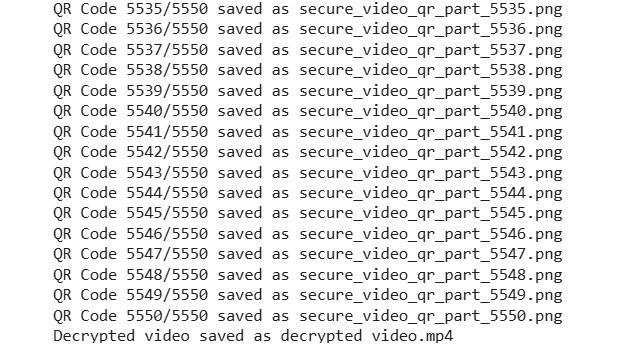 QR Code 5535/5550 saved as secure_video_qr_part_5535.png
QR Code 5536/5550 saved as secure_video_qr_part_5536.png
QR Code 5537/5550 saved as secure_video_qr_part_5537.png
QR Code 5538/5550 saved as secure_video_qr_part_5538.png
QR Code 5539/5550 saved as secure_video_qr_part_5539.png
QR Code 5540/5550 saved as secure_video_qr_part_5540.png
QR Code 5541/5550 saved as secure_video_qr_part_5541.png
QR Code 5542/5550 saved as secure_video_qr_part_5542.png
QR Code 5543/5550 saved as secure_video_qr_part_5543.png
QR Code 5544/5550 saved as secure_video_qr_part_5544.png
QR Code 5545/5550 saved as secure_video_qr_part_5545.png
QR Code 5546/5550 saved as secure_video_qr_part_5546.png
QR Code 5547/5550 saved as secure_video_qr_part_5547.png
QR Code 5548/5550 saved as secure_video_qr_part_5548.png
QR Code 5549/5550 saved as secure_video_qr_part_5549.png
QR Code 5550/5550 saved as secure_video_qr_part_5550.png
Decrypted video saved as decrypted video.mp4